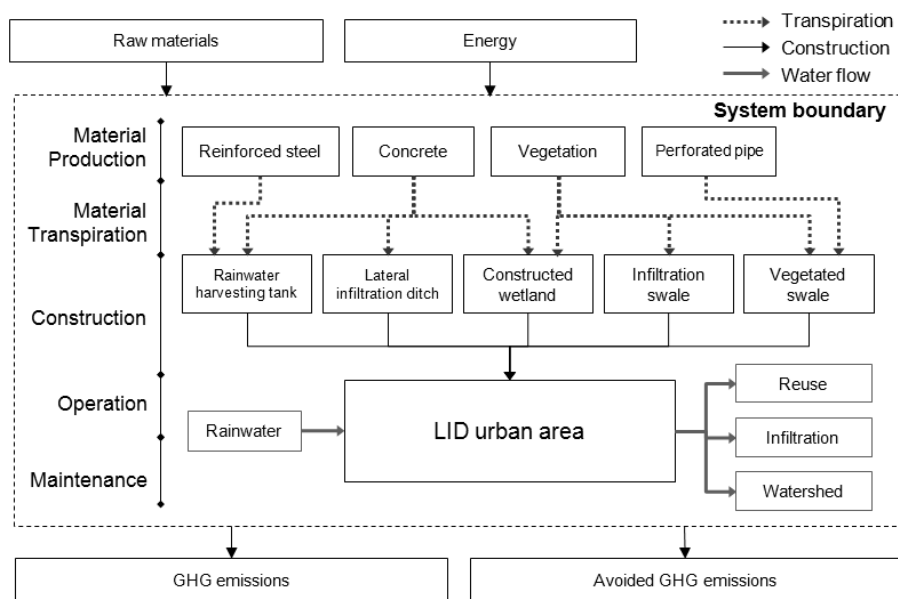 Raw materials
Energy
Transpiration
Construction
Water flow
System boundary
Material
Production
Reinforced steel
Concrete
Vegetation
Perforated pipe
Material
Transpiration
Rainwater
harvesting tank
Lateral
infiltration ditch
Constructed
wetland
Infiltration
swale
Vegetated
swale
Construction
Operation
Rainwater
LID urban area
Reuse
Infiltration
Watershed
Maintenance
GHG emissions
Avoided GHG emissions